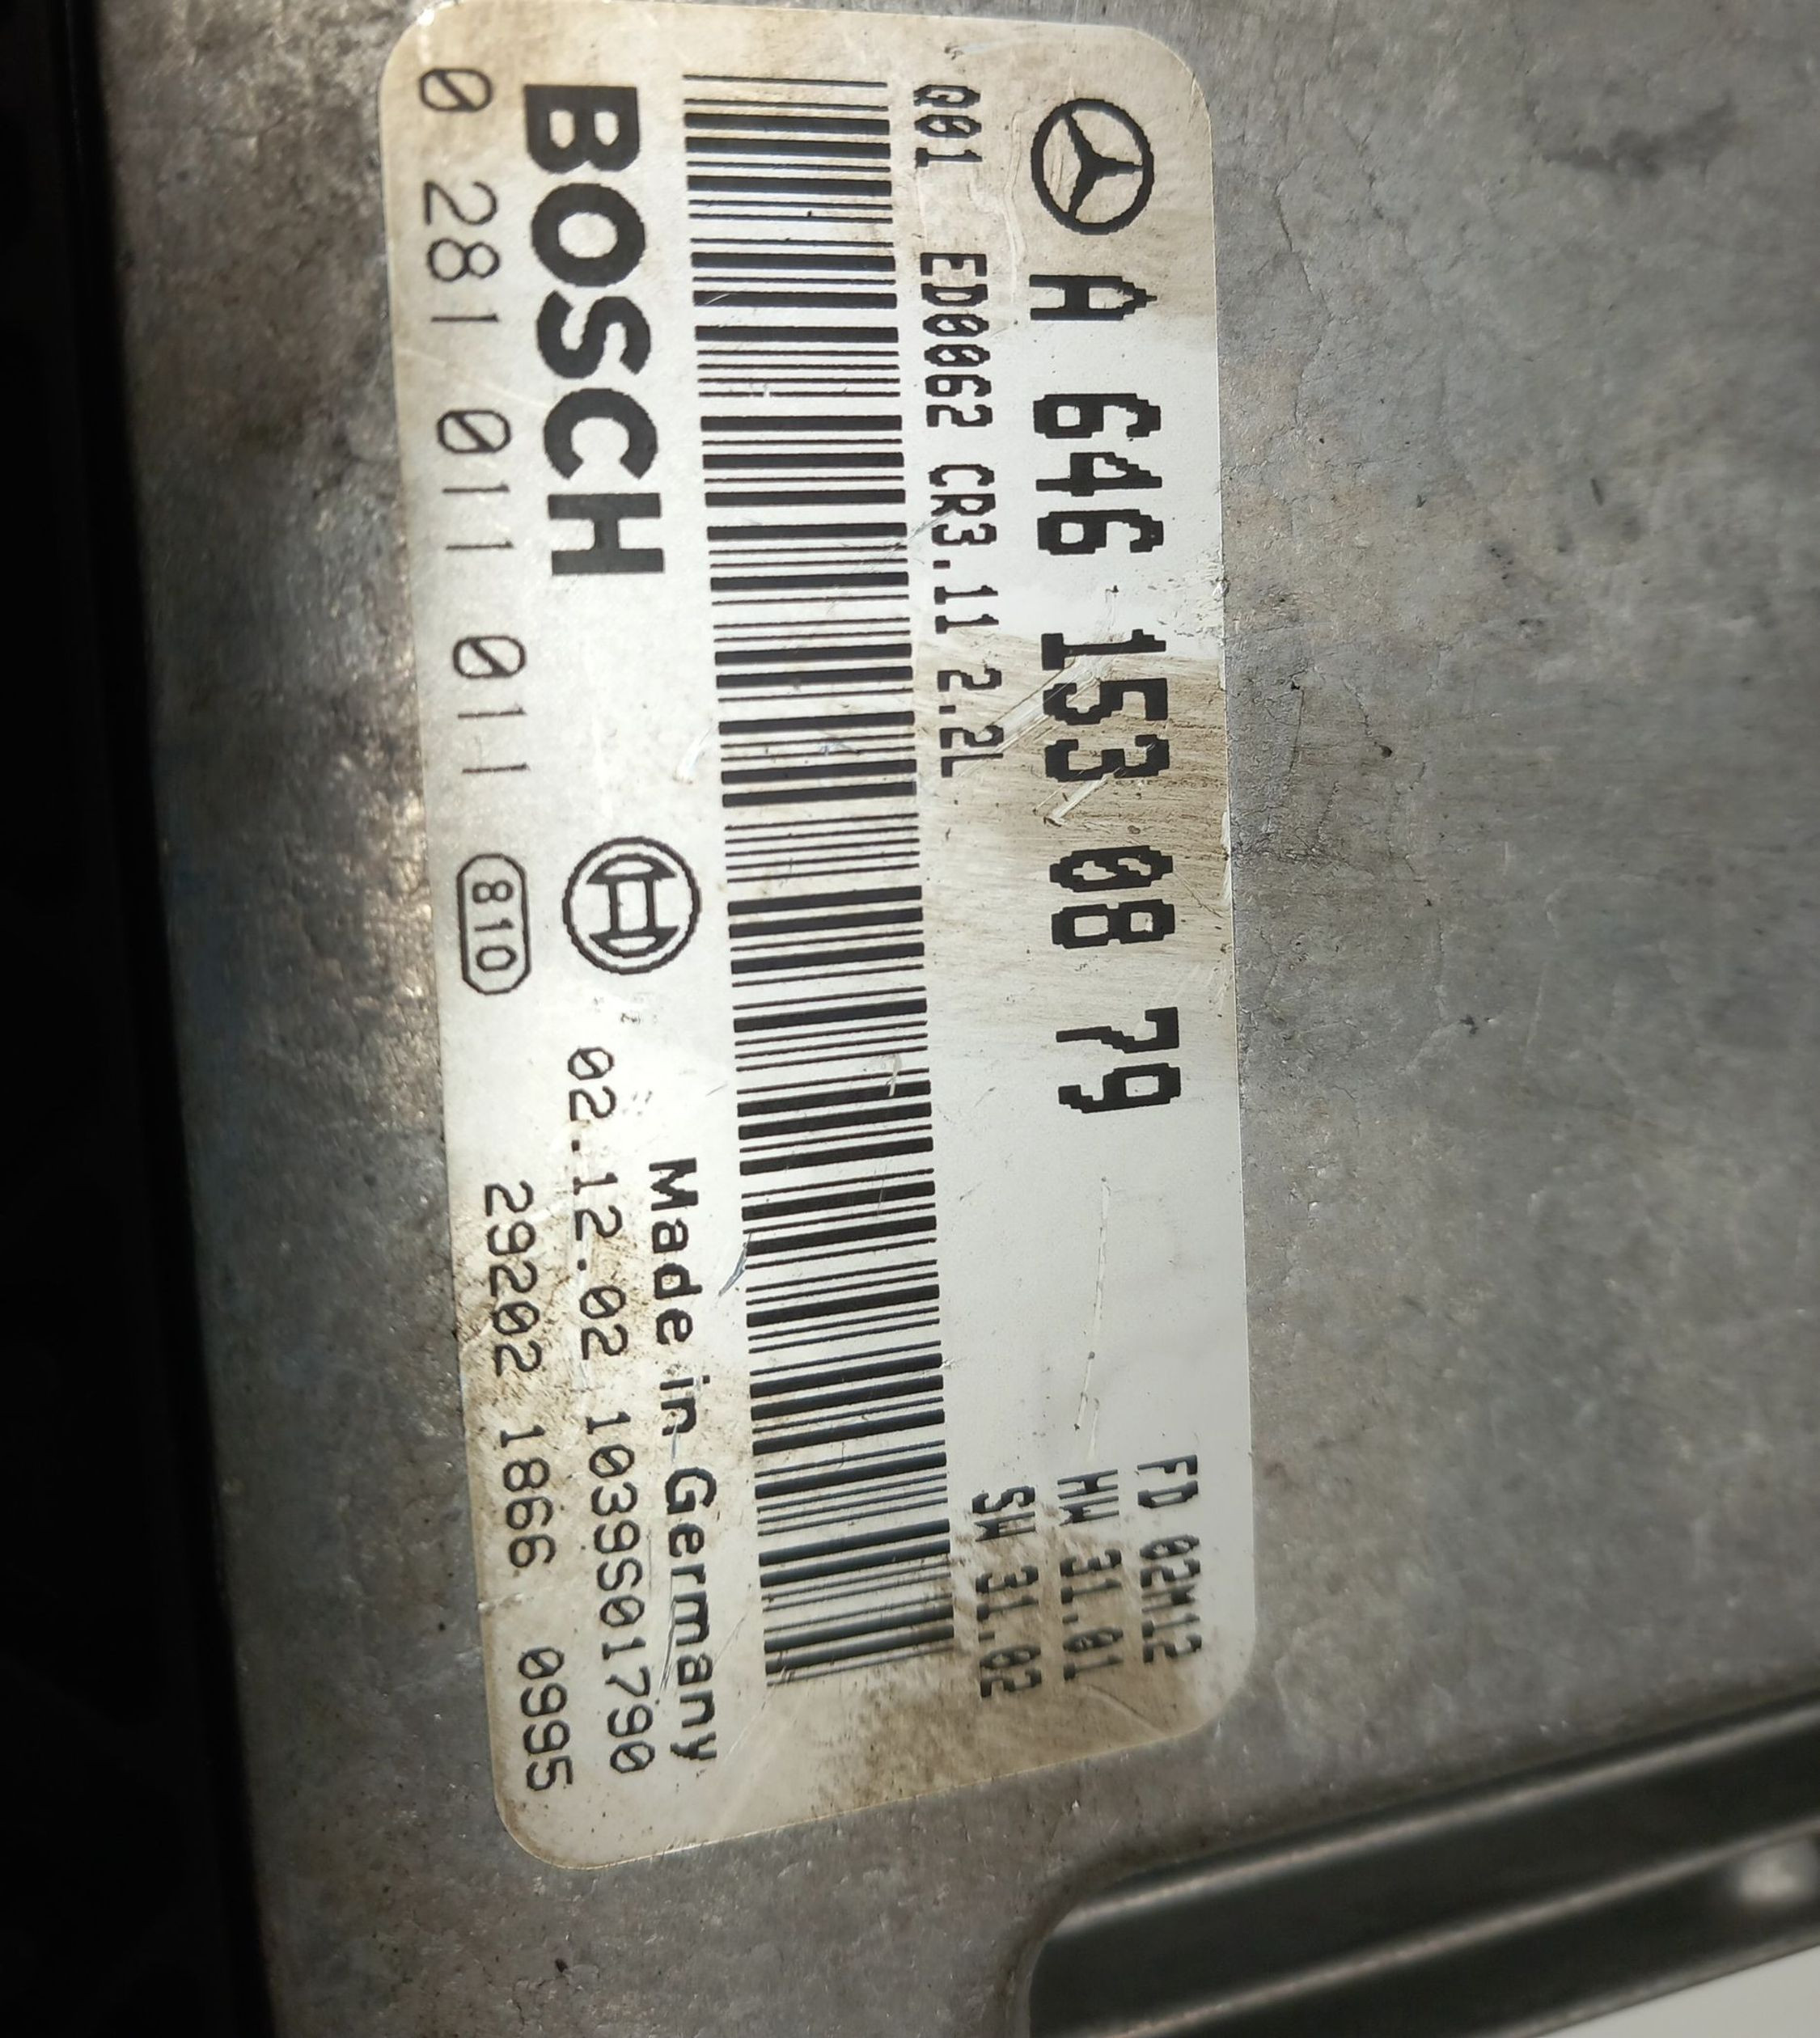 A 646 153 08 79
FD 02M12
HW 31.01
SW 31.02
Q01 ED0062 CR3.11 2.2L
BOSCH
Made in Germany
02.12.02 1039S01790
0 281 011 011 810 29202 1866 0995